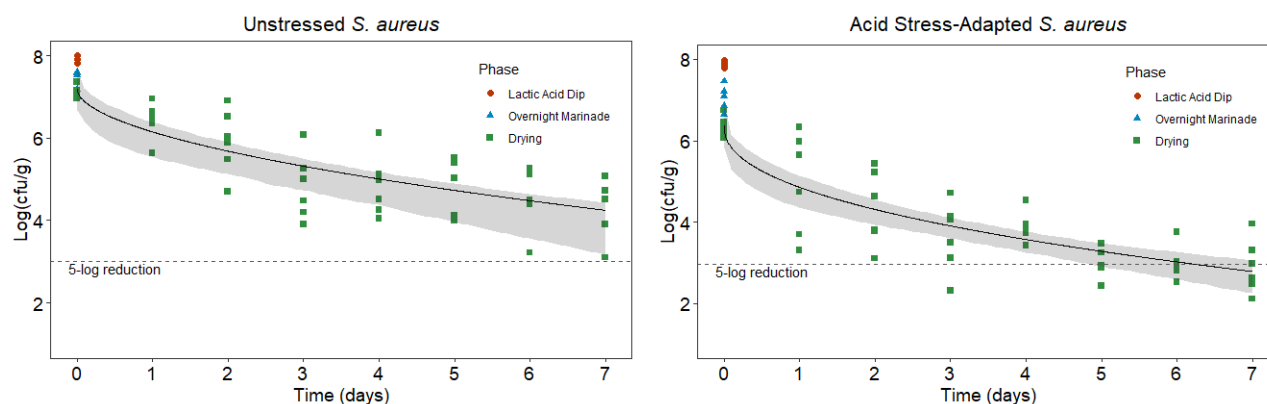 Unstressed S. aureus
Log(cfu/g)
8
6
4
2
Phase
Lactic Acid Dip
Overnight Marinade
Drying
5-log reduction
0 1 2 3 4 5 6 7
Time (days)
Acid Stress-Adapted S. aureus
Log(cfu/g)
8
6
4
2
Phase
Lactic Acid Dip
Overnight Marinade
Drying
5-log reduction
0 1 2 3 4 5 6 7
Time (days)